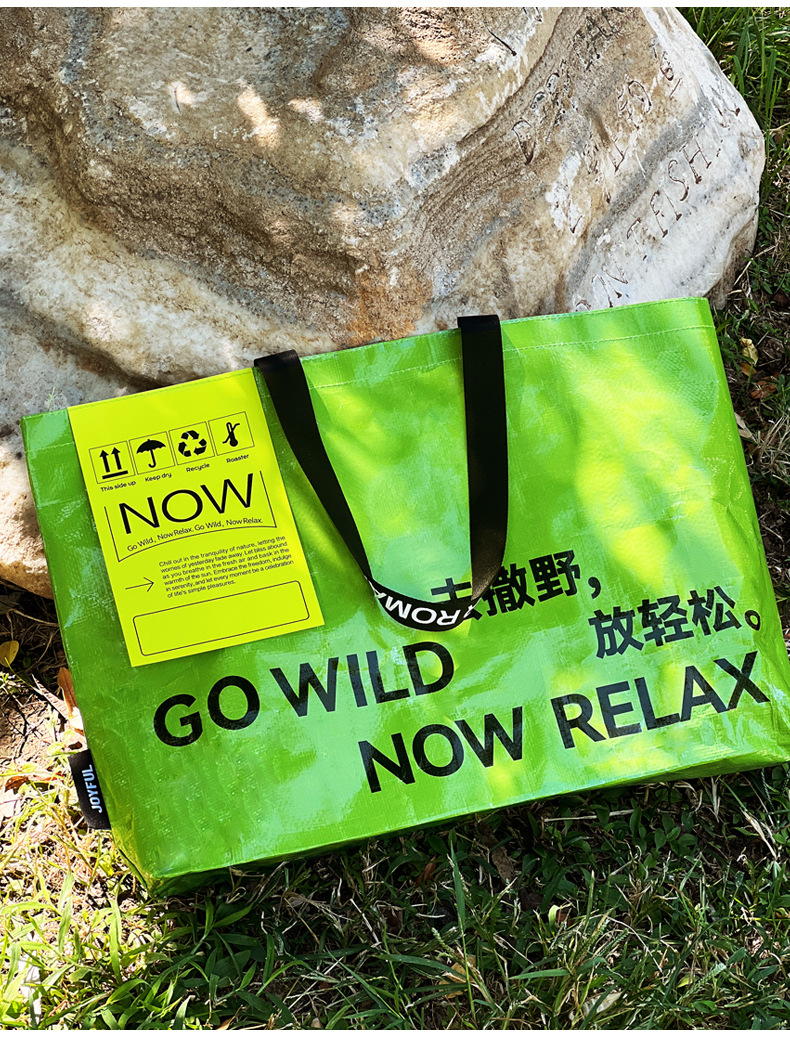 This side up
Keep dry
Recycle
Roaster
NOW
Go Wild, Now Relax. Go Wild, Now Relax.
Chill out in the tranquility of nature, letting the
worries of yesterday fade away. Let bliss abound
as you breathe in the fresh air and bask in the
warmth of the sun. Embrace the freedom, indulge
in serenity, and let every moment be a celebration
of life's simple pleasures.
去撒野，
放轻松。
GO WILD
NOW RELAX
JOYFUL